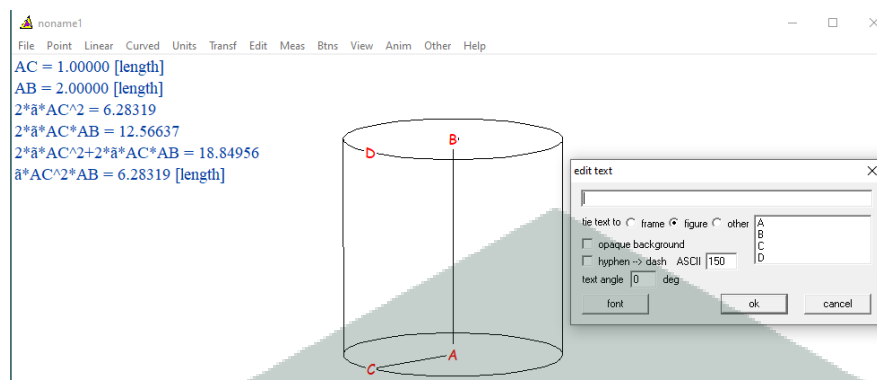 noname1
File Point Linear Curved Units Transf Edit Meas Btns View Anim Other Help
AC = 1.00000 [length]
AB = 2.00000 [length]
2*ã*AC^2 = 6.28319
2*ã*AC*AB = 12.56637
2*ã*AC^2+2*ã*AC*AB = 18.84956
ã*AC^2*AB = 6.28319 [length]
B
D
A
C
edit text
tie text to frame figure other
A
B
C
D
opaque background
hyphen --> dash ASCII 150
text angle 0 deg
font ok cancel